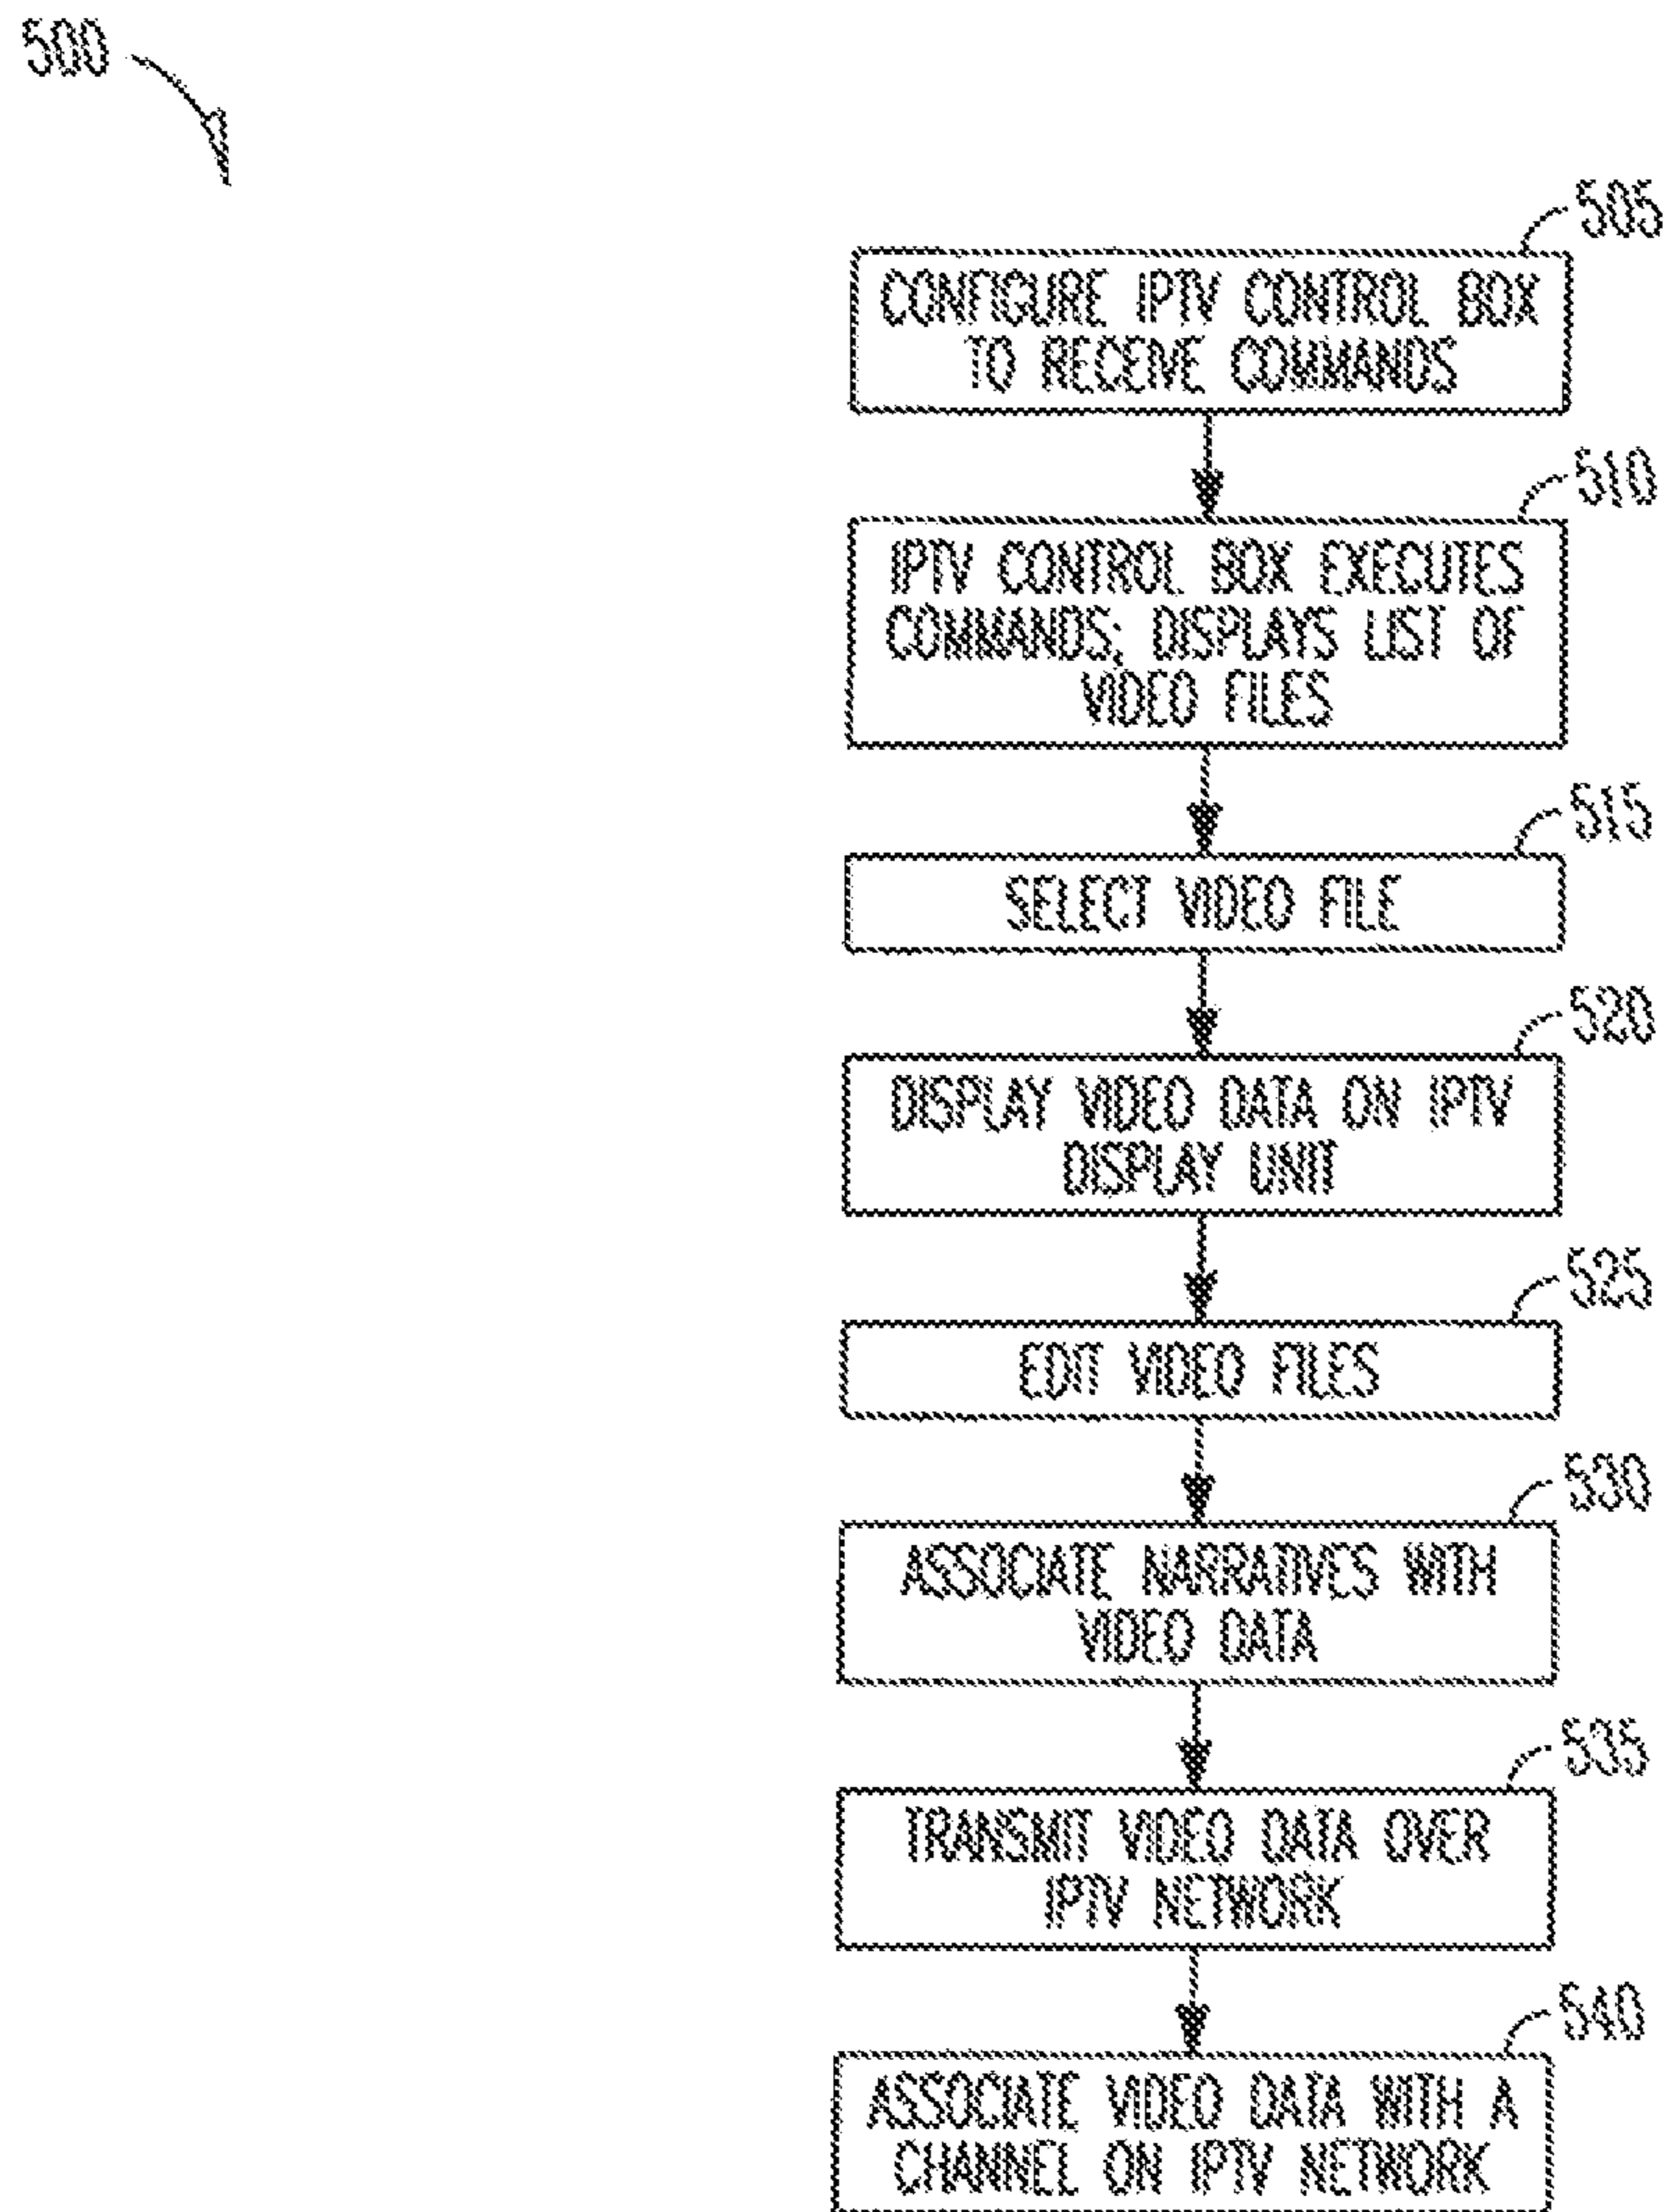 500
505
CONFIGURE IPTV CONTROL BOX
TO RECEIVE COMMANDS
510
IPTV CONTROL BOX EXECUTES
COMMANDS; DISPLAYS LIST OF
VIDEO FILES
515
SELECT VIDEO FILE
520
DISPLAY VIDEO DATA ON IPTV
DISPLAY UNIT
525
EDIT VIDEO FILES
530
ASSOCIATE NARRATIVES WITH
VIDEO DATA
535
TRANSMIT VIDEO DATA OVER
IPTV NETWORK
540
ASSOCIATE VIDEO DATA WITH A
CHANNEL ON IPTV NETWORK